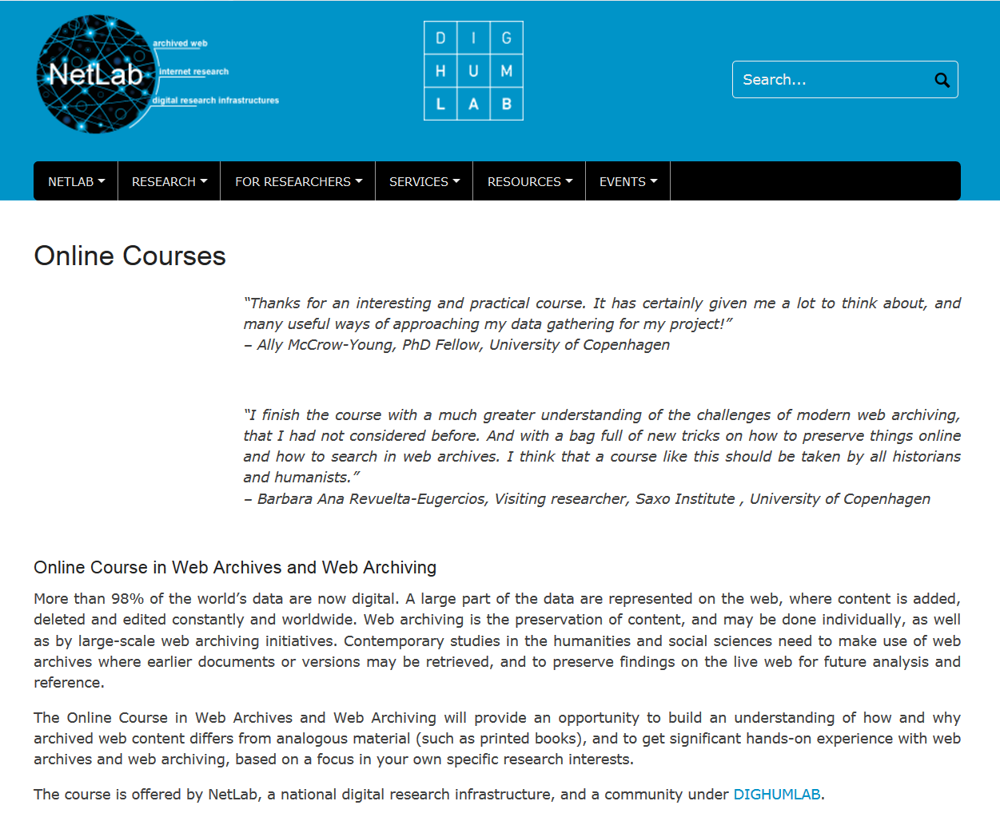 NetLab
archived web
internet research
digital research infrastructures
D I G
H U M
L A B
Search...
NETLAB
RESEARCH
FOR RESEARCHERS
SERVICES
RESOURCES
EVENTS
Online Courses
“Thanks for an interesting and practical course. It has certainly given me a lot to think about, and
many useful ways of approaching my data gathering for my project!”
– Ally McCrow-Young, PhD Fellow, University of Copenhagen
“I finish the course with a much greater understanding of the challenges of modern web archiving,
that I had not considered before. And with a bag full of new tricks on how to preserve things online
and how to search in web archives. I think that a course like this should be taken by all historians
and humanists.”
– Barbara Ana Revuelta-Eugercios, Visiting researcher, Saxo Institute , University of Copenhagen
Online Course in Web Archives and Web Archiving
More than 98% of the world’s data are now digital. A large part of the data are represented on the web, where content is added,
deleted and edited constantly and worldwide. Web archiving is the preservation of content, and may be done individually, as well
as by large-scale web archiving initiatives. Contemporary studies in the humanities and social sciences need to make use of web
archives where earlier documents or versions may be retrieved, and to preserve findings on the live web for future analysis and
reference.
The Online Course in Web Archives and Web Archiving will provide an opportunity to build an understanding of how and why
archived web content differs from analogous material (such as printed books), and to get significant hands-on experience with web
archives and web archiving, based on a focus in your own specific research interests.
The course is offered by NetLab, a national digital research infrastructure, and a community under DIGHUMLAB.